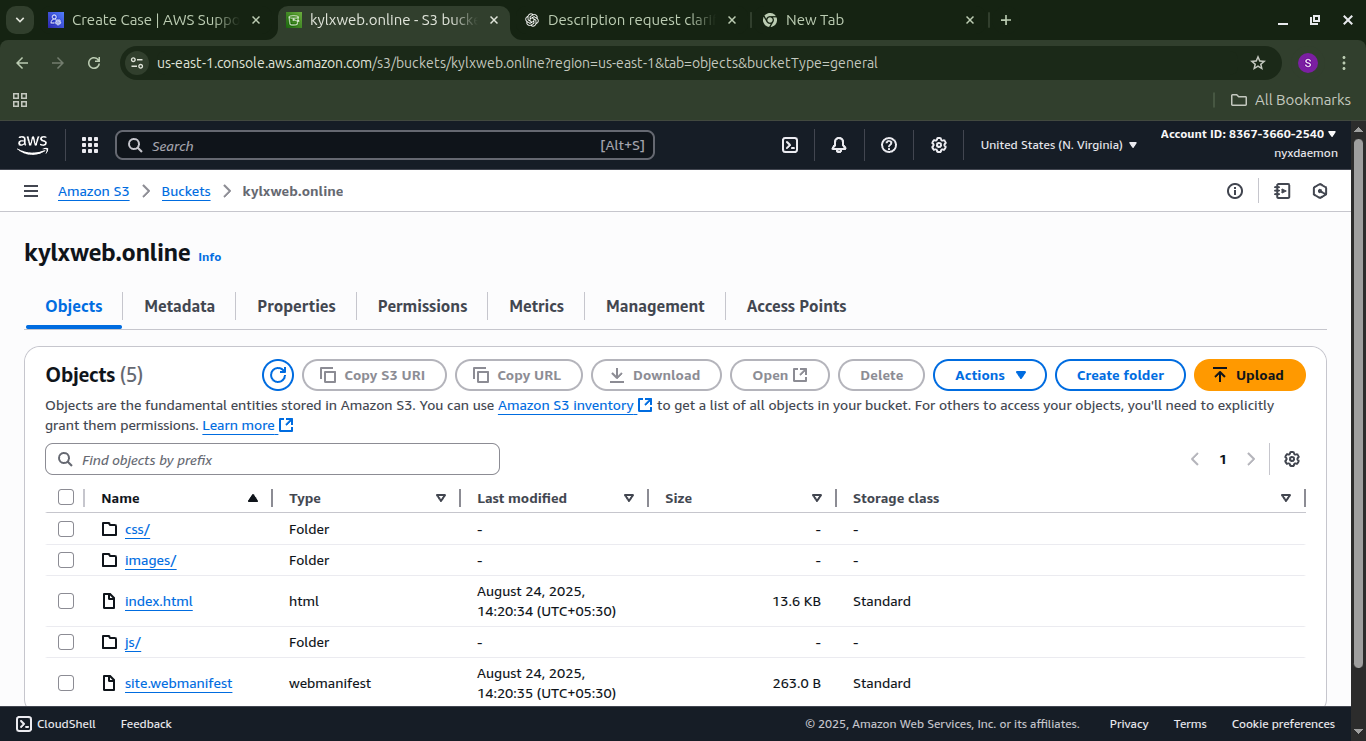 Create Case | AWS Suppo
kylxweb.online - S3 buck
Description request clari
New Tab
us-east-1.console.aws.amazon.com/s3/buckets/kylxweb.online?region=us-east-1&tab=objects&bucketType=general
S
All Bookmarks
aws
Search
[Alt+S]
United States (N. Virginia)
Account ID: 8367-3660-2540
nyxdaemon
Amazon S3
Buckets
kylxweb.online
kylxweb.online Info
Objects
Metadata
Properties
Permissions
Metrics
Management
Access Points
Objects (5)
Copy S3 URI
Copy URL
Download
Open
Delete
Actions
Create folder
Upload
Objects are the fundamental entities stored in Amazon S3. You can use Amazon S3 inventory to get a list of all objects in your bucket. For others to access your objects, you'll need to explicitly
grant them permissions. Learn more
Find objects by prefix
1
Name Type Last modified Size Storage class
css/ Folder - - -
images/ Folder - - -
index.html html August 24, 2025, 14:20:34 (UTC+05:30) 13.6 KB Standard
js/ Folder - - -
site.webmanifest webmanifest August 24, 2025, 14:20:35 (UTC+05:30) 263.0 B Standard
CloudShell
Feedback
© 2025, Amazon Web Services, Inc. or its affiliates.
Privacy
Terms
Cookie preferences